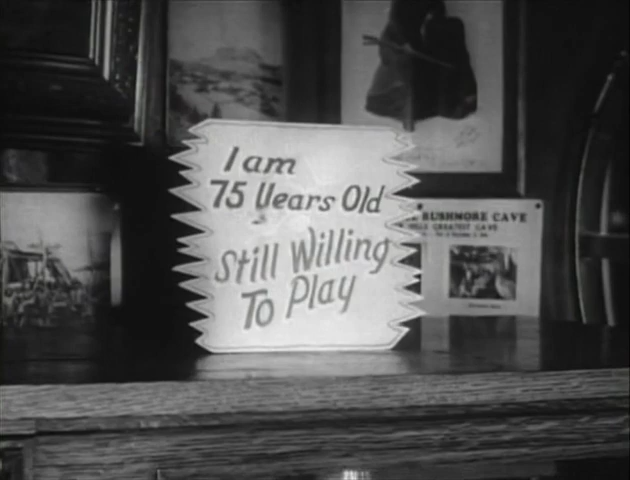 I am
75 Years Old
Still Willing
To Play
RUSHMORE CAVE
GREATEST CAVE